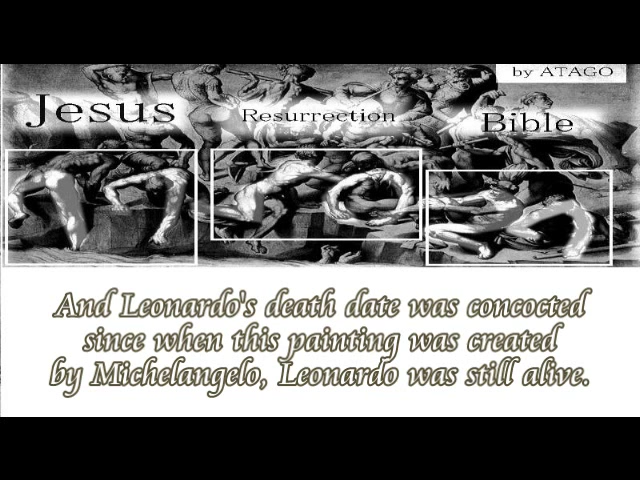 by ATAGO
Jesus Resurrection Bible
And Leonardo's death date was concocted
since when this painting was created
by Michelangelo, Leonardo was still alive.